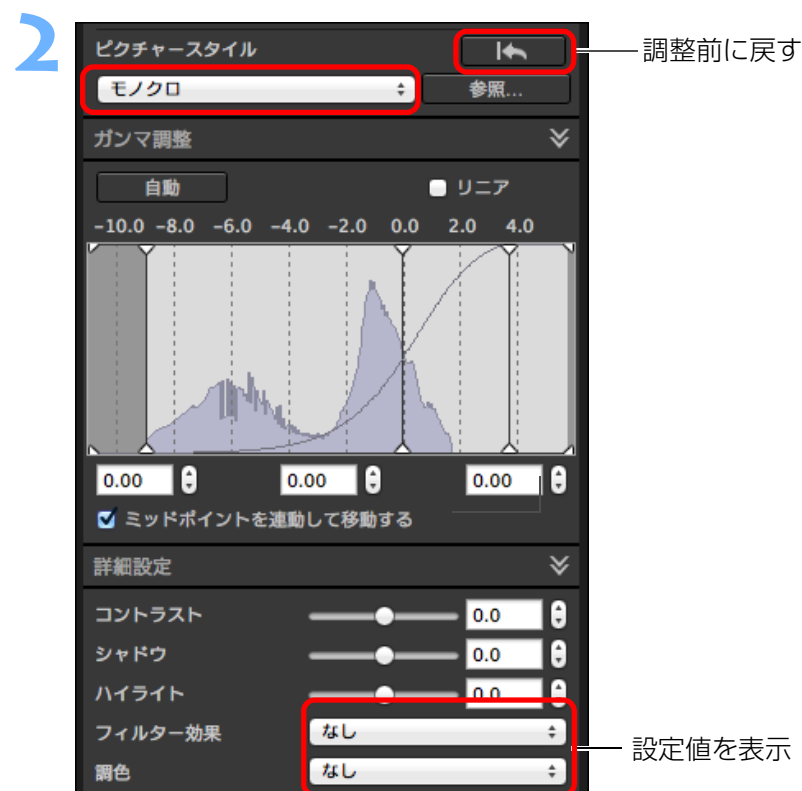 2
ピクチャースタイル
調整前に戻す
モノクロ 参照...
ガンマ調整
自動 リニア
-10.0 -8.0 -6.0 -4.0 -2.0 0.0 2.0 4.0
0.00 0.00 0.00
ミッドポイントを連動して移動する
詳細設定
コントラスト 0.0
シャドウ 0.0
ハイライト 0.0
フィルター効果 なし
設定値を表示
調色 なし